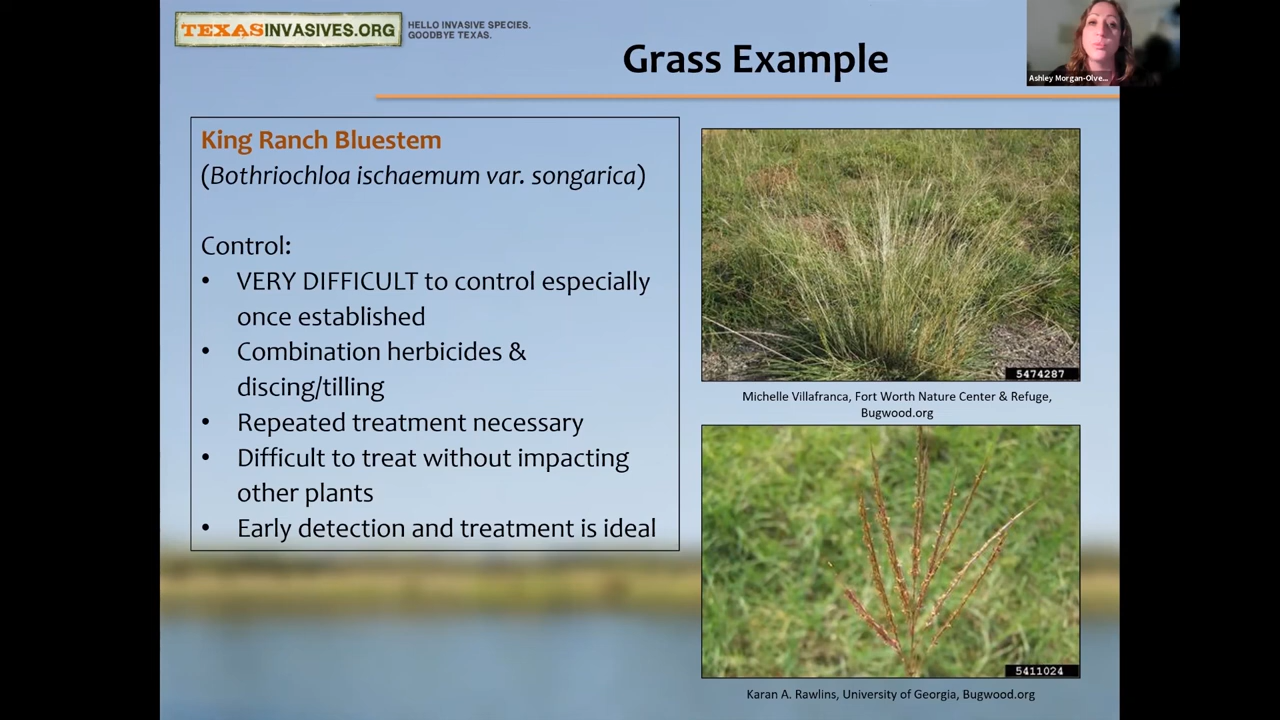 TEXASINVASIVES.ORG
HELLO INVASIVE SPECIES.
GOODBYE TEXAS.
Grass Example
Ashley Morgan-Olve...
King Ranch Bluestem
(Bothriochloa ischaemum var. songarica)
Control:
• VERY DIFFICULT to control especially
once established
• Combination herbicides &
discing/tilling
• Repeated treatment necessary
• Difficult to treat without impacting
other plants
• Early detection and treatment is ideal
5474287
Michelle Villafranca, Fort Worth Nature Center & Refuge,
Bugwood.org
5411024
Karan A. Rawlins, University of Georgia, Bugwood.org